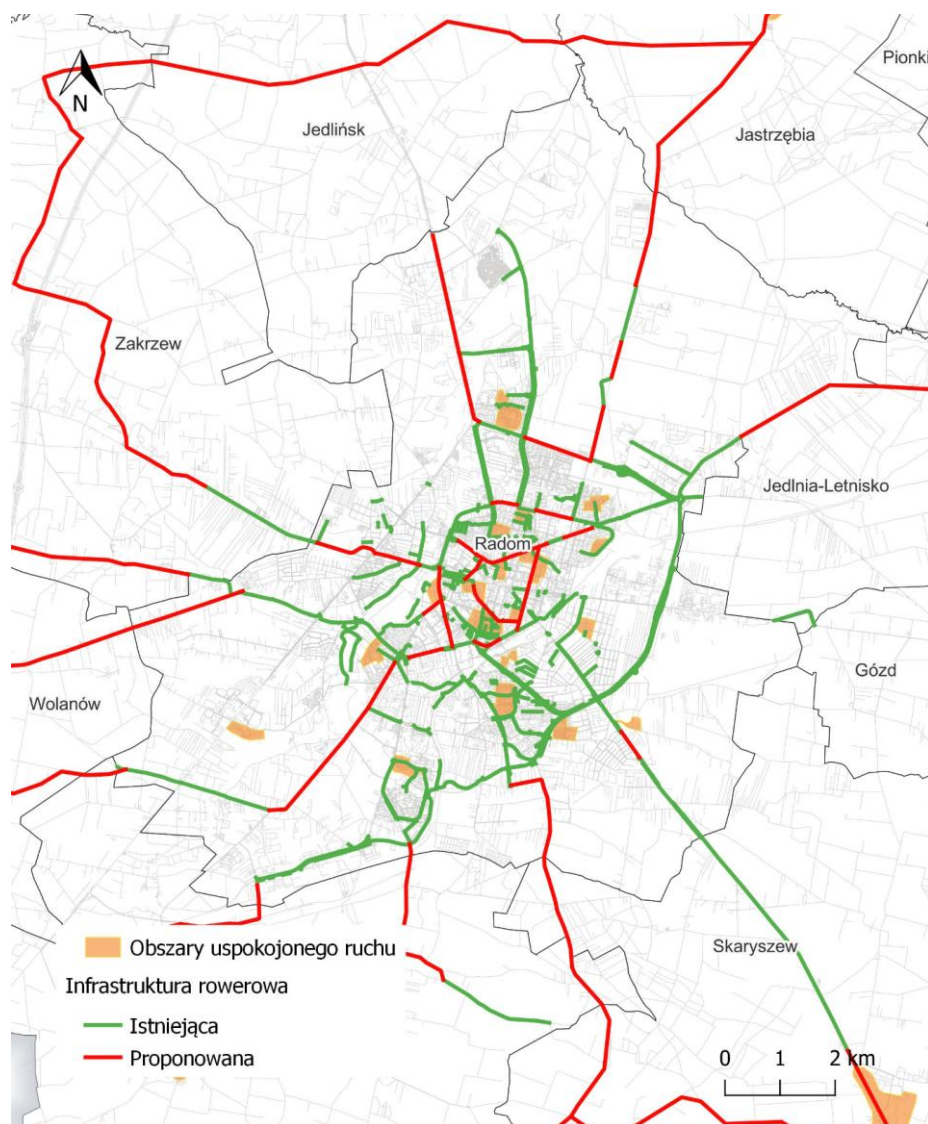 Pionki
N
Jedlińsk
Jastrzębia
Zakrzew
Jedlnia-Letnisko
Radom
Gózd
Wolanów
Skaryszew
Obszary uspokojonego ruchu
Infrastruktura rowerowa
Istniejąca
Proponowana
0 1 2 km